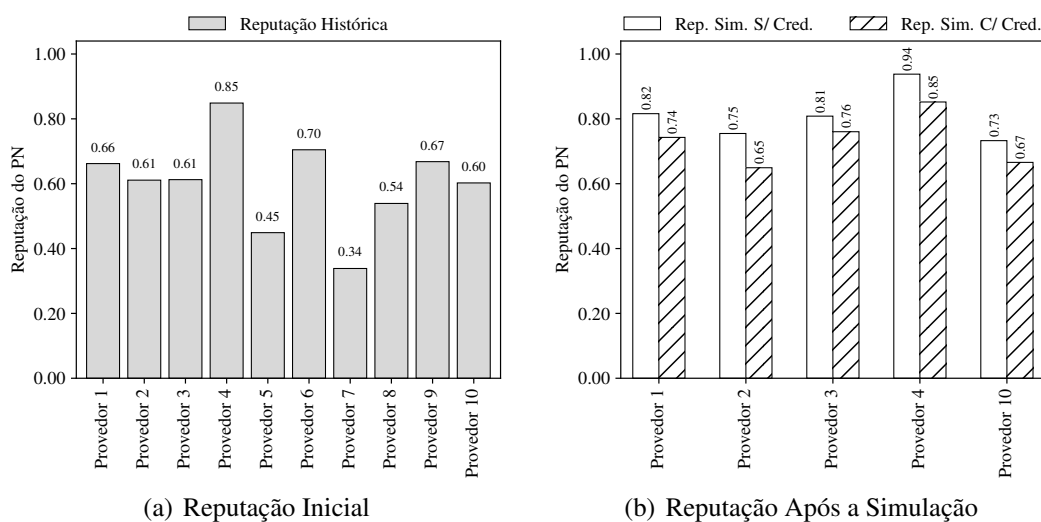 Reputação Histórica
1.00
0.80
0.60
0.40
0.20
0.00
Reputação do PN
0.66
0.61
0.61
0.85
0.45
0.70
0.34
0.54
0.67
0.60
Provedor 1
Provedor 2
Provedor 3
Provedor 4
Provedor 5
Provedor 6
Provedor 7
Provedor 8
Provedor 9
Provedor 10
(a) Reputação Inicial
Rep. Sim. S/ Cred.
Rep. Sim. C/ Cred.
1.00
0.80
0.60
0.40
0.20
0.00
Reputação do PN
0.82
0.74
0.75
0.65
0.81
0.76
0.94
0.85
0.73
0.67
Provedor 1
Provedor 2
Provedor 3
Provedor 4
Provedor 10
(b) Reputação Após a Simulação